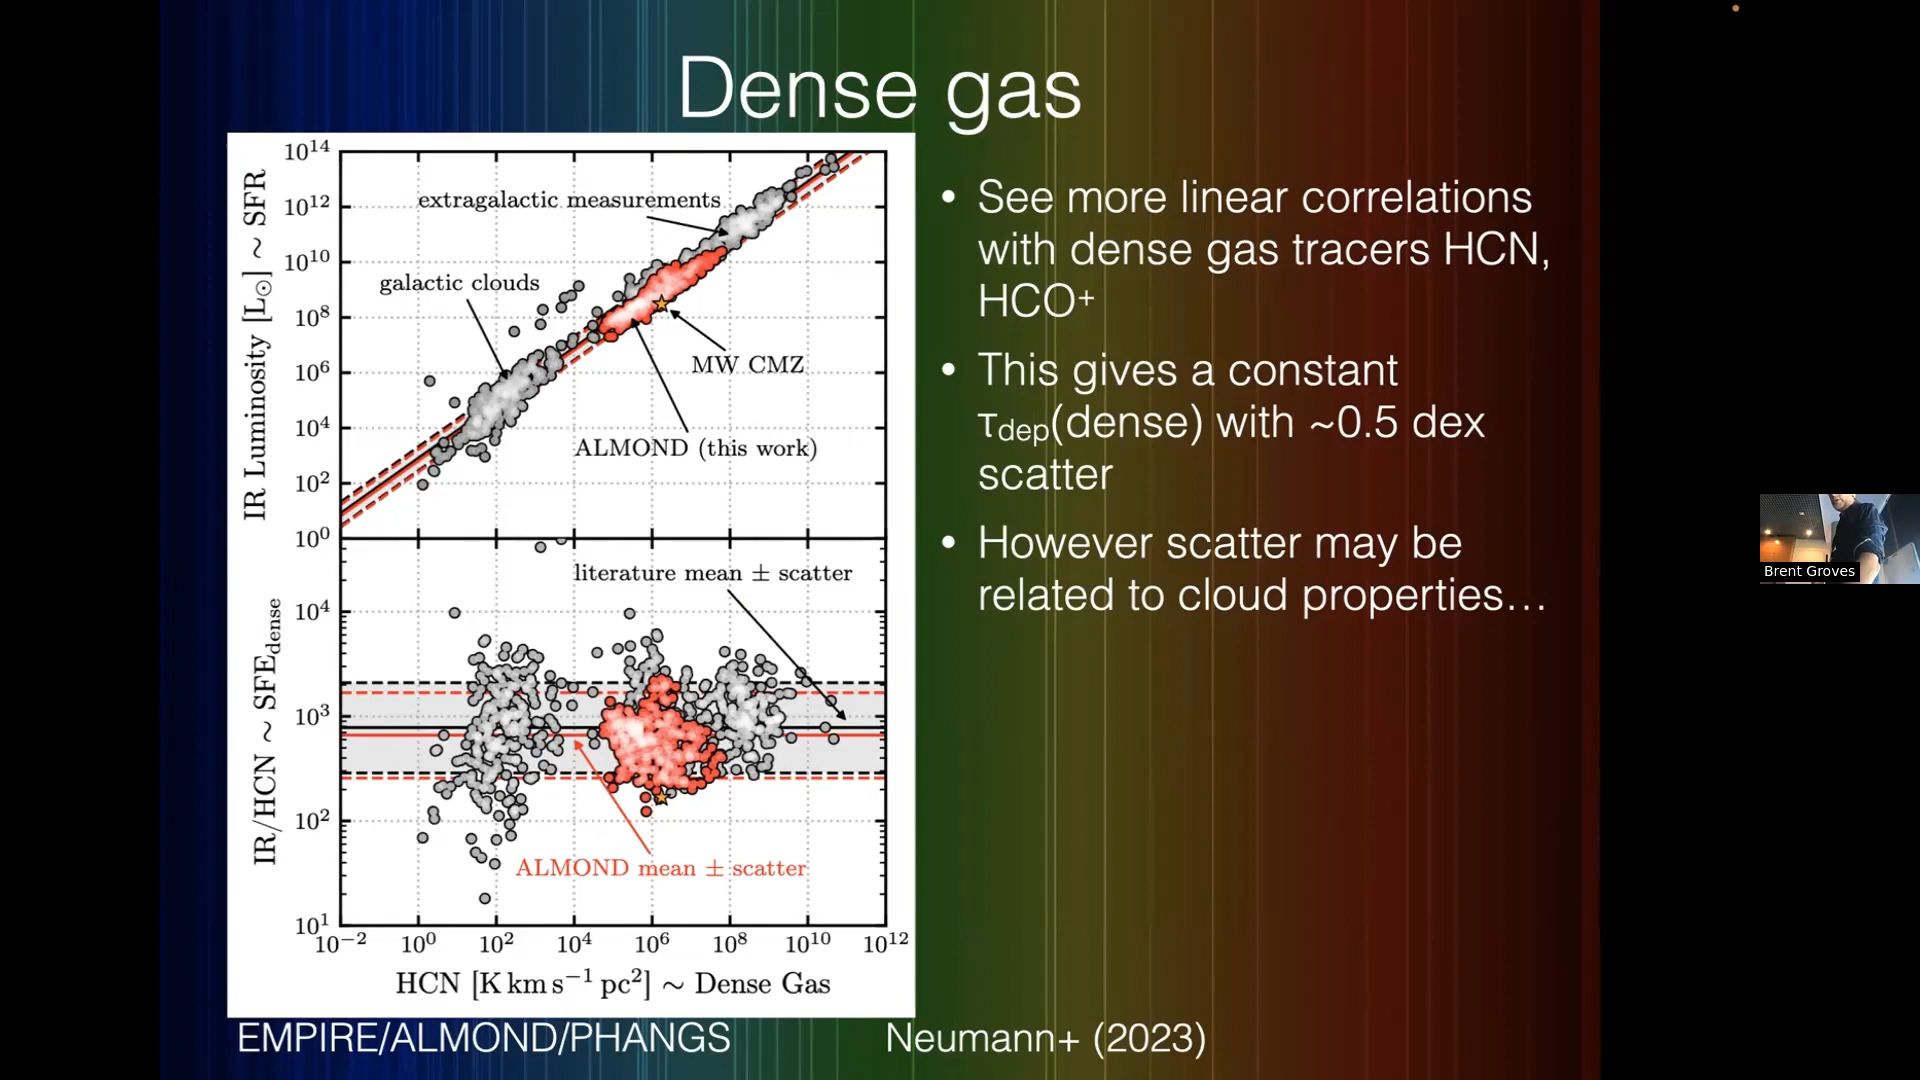 Dense gas
10^14
10^12
10^10
10^8
10^6
10^4
10^2
10^0
IR Luminosity [L☉] ~ SFR
extragalactic measurements
galactic clouds
MW CMZ
ALMOND (this work)
literature mean ± scatter
10^4
10^3
10^2
10^1
IR/HCN ~ SFE_dense
ALMOND mean ± scatter
10^−2 10^0 10^2 10^4 10^6 10^8 10^10 10^12
HCN [K km s^−1 pc^2] ~ Dense Gas
• See more linear correlations
with dense gas tracers HCN,
HCO+
• This gives a constant
τdep(dense) with ~0.5 dex
scatter
• However scatter may be
related to cloud properties…
EMPIRE/ALMOND/PHANGS
Neumann+ (2023)
Brent Groves